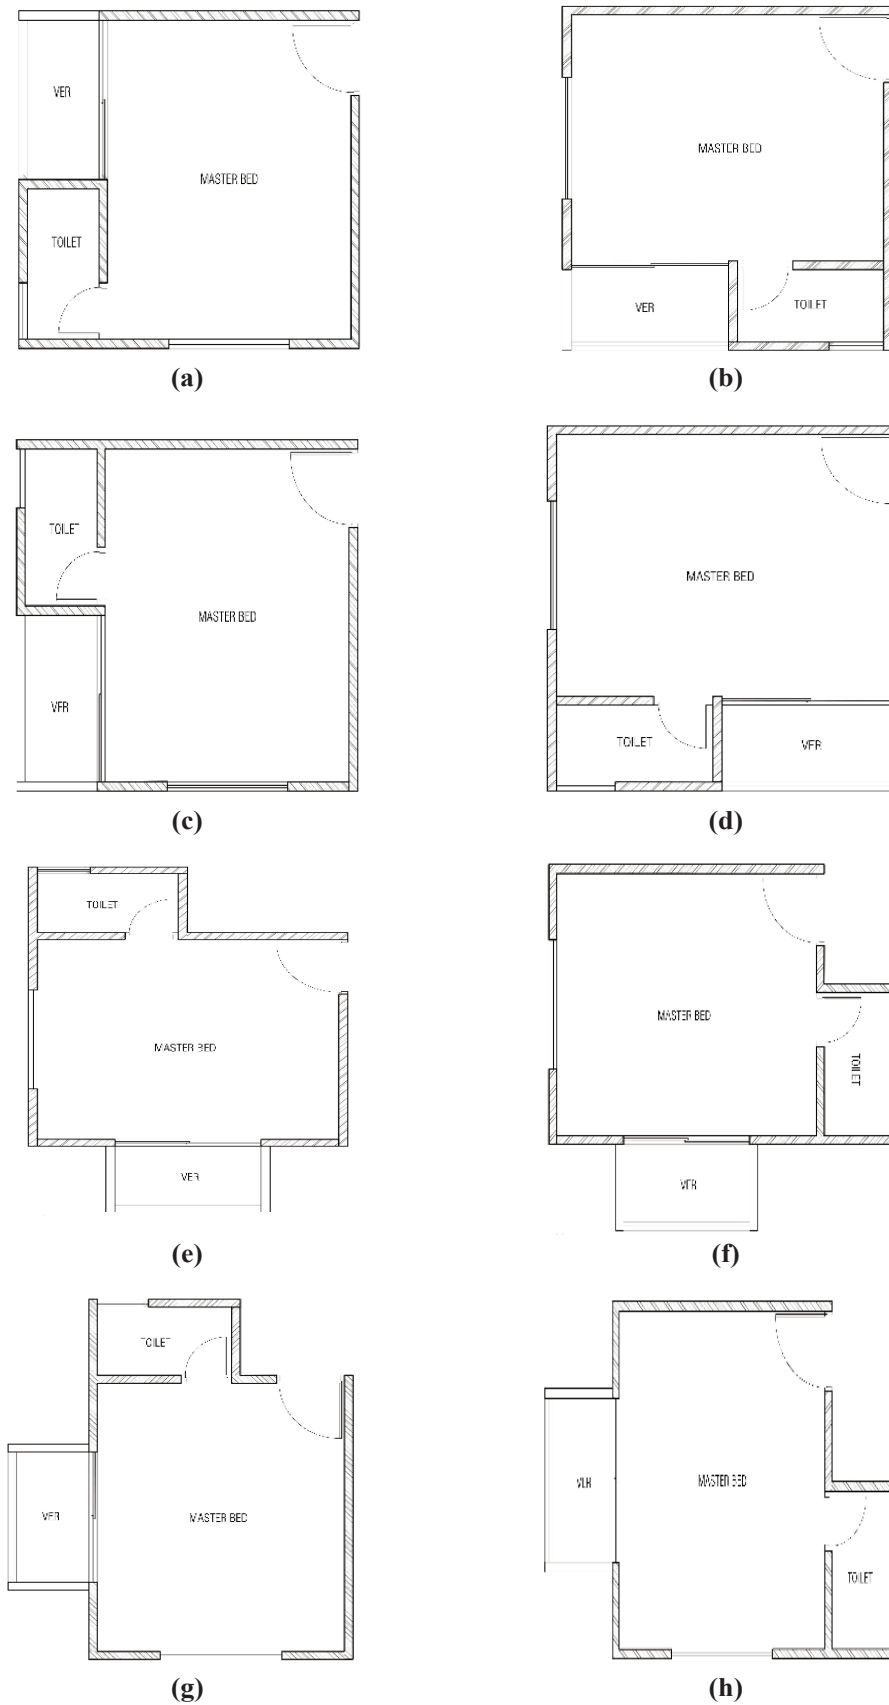 VER
MASTER BED
TOILET
(a)
MASTER BED
VER
TOILET
(b)
TOILET
MASTER BED
VER
(c)
MASTER BED
TOILET
VER
(d)
TOILET
MASTER BED
VER
(e)
MASTER BED
TOILET
VER
(f)
TOILET
VER
MASTER BED
(g)
VER
MASTER BED
TOILET
(h)